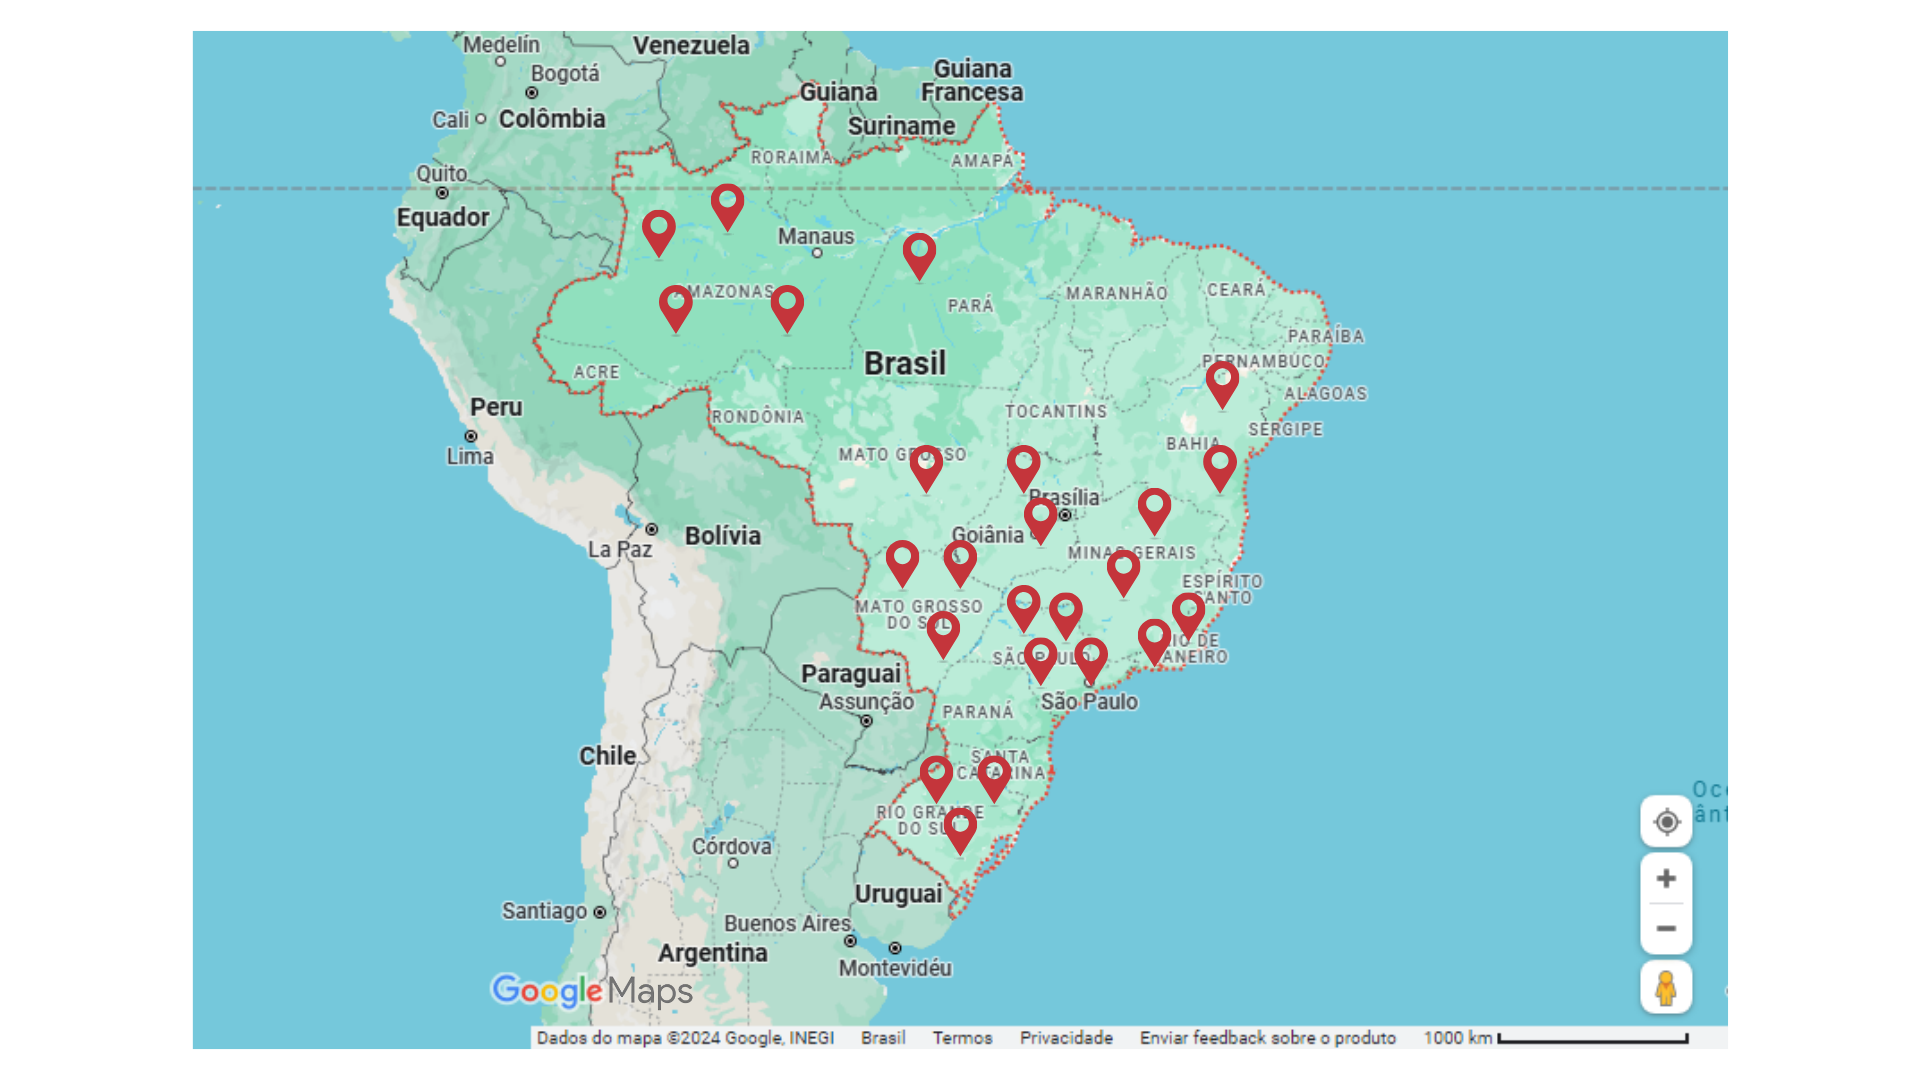 Medelín
Venezuela
Bogotá
Guiana
Francesa
Guiana
Cali
Colômbia
Suriname
RORAIMA
AMAPÁ
Quito
Equador
Manaus
AMAZONAS
PARÁ
MARANHÃO
CEARÁ
PARAÍBA
Brasil
PERNAMBUCO
ACRE
ALAGOAS
Peru
RONDÔNIA
TOCANTINS
SERGIPE
Lima
MATO GROSSO
BAHIA
Brasília
La Paz
Bolívia
Goiânia
MINAS GERAIS
ESPÍRITO
SANTO
MATO GROSSO
DO SUL
RIO DE
JANEIRO
SÃO PAULO
Paraguai
Assunção
São Paulo
PARANÁ
Chile
SANTA
CATARINA
RIO GRANDE
DO SUL
Córdova
Uruguai
Santiago
Buenos Aires
Argentina
Montevidéu
Google Maps
Dados do mapa ©2024 Google, INEGI Brasil Termos Privacidade Enviar feedback sobre o produto 1000 km